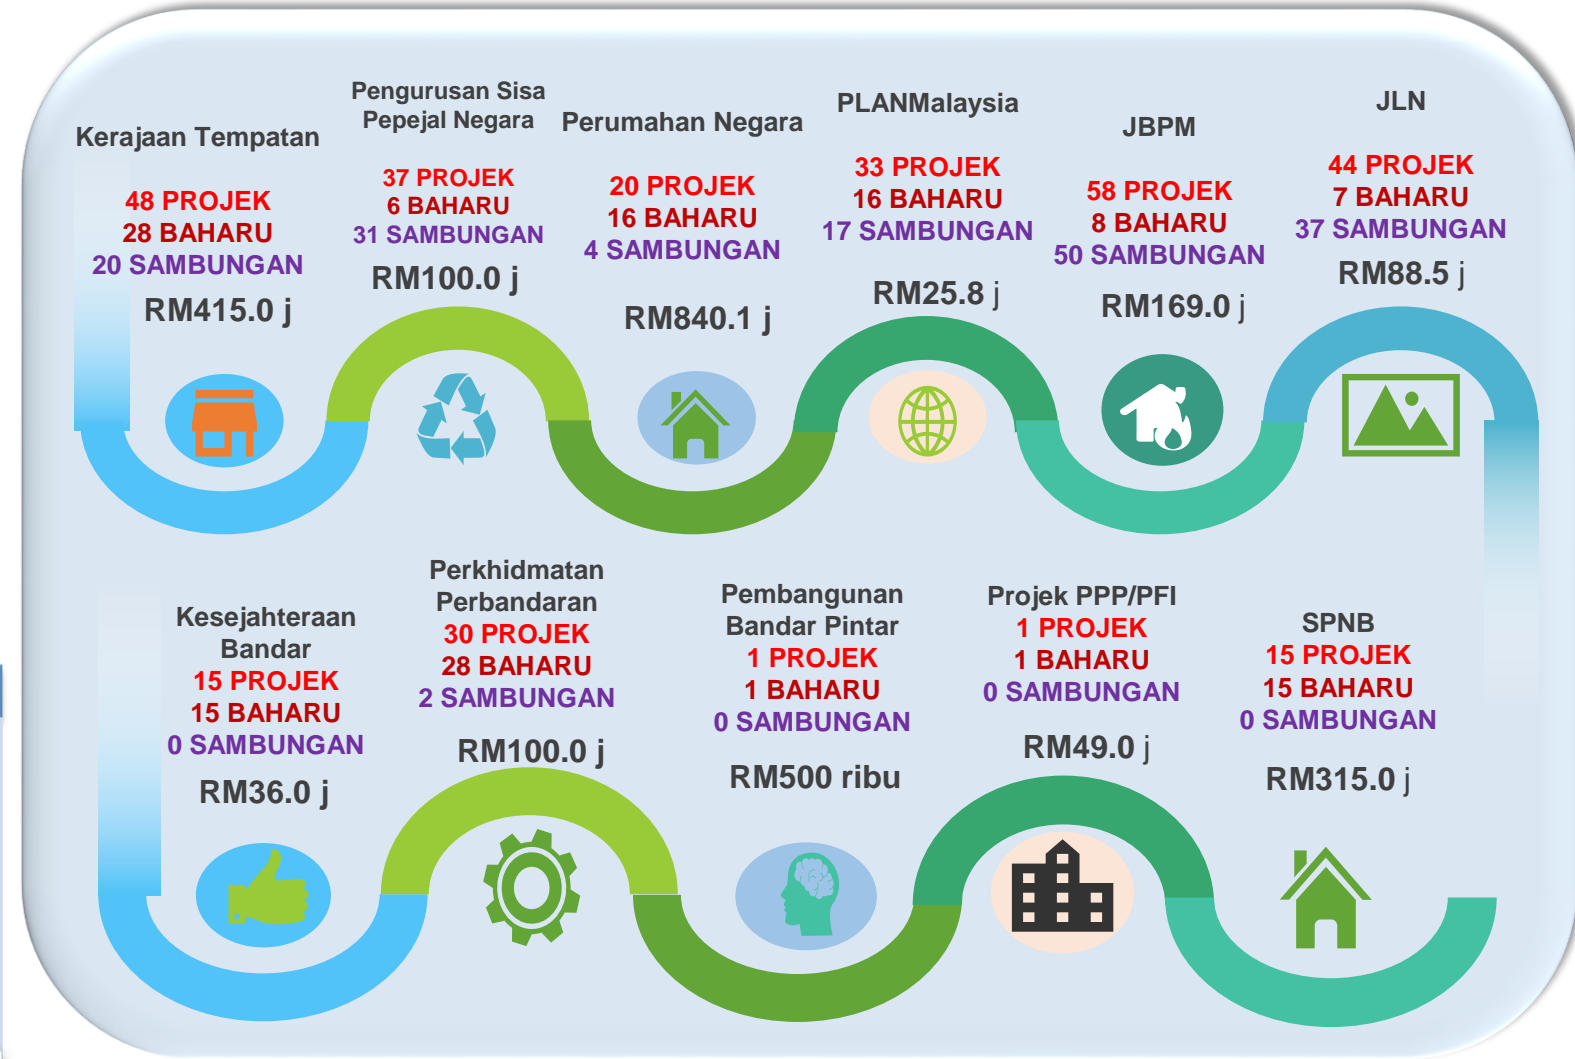 Kerajaan Tempatan
48 PROJEK
28 BAHARU
20 SAMBUNGAN
RM415.0 j
Pengurusan Sisa
Pepejal Negara
37 PROJEK
6 BAHARU
31 SAMBUNGAN
RM100.0 j
Perumahan Negara
20 PROJEK
16 BAHARU
4 SAMBUNGAN
RM840.1 j
PLANMalaysia
33 PROJEK
16 BAHARU
17 SAMBUNGAN
RM25.8 j
JBPM
58 PROJEK
8 BAHARU
50 SAMBUNGAN
RM169.0 j
JLN
44 PROJEK
7 BAHARU
37 SAMBUNGAN
RM88.5 j
Kesejahteraan
Bandar
15 PROJEK
15 BAHARU
0 SAMBUNGAN
RM36.0 j
Perkhidmatan
Perbandaran
30 PROJEK
28 BAHARU
2 SAMBUNGAN
RM100.0 j
Pembangunan
Bandar Pintar
1 PROJEK
1 BAHARU
0 SAMBUNGAN
RM500 ribu
Projek PPP/PFI
1 PROJEK
1 BAHARU
0 SAMBUNGAN
RM49.0 j
SPNB
15 PROJEK
15 BAHARU
0 SAMBUNGAN
RM315.0 j